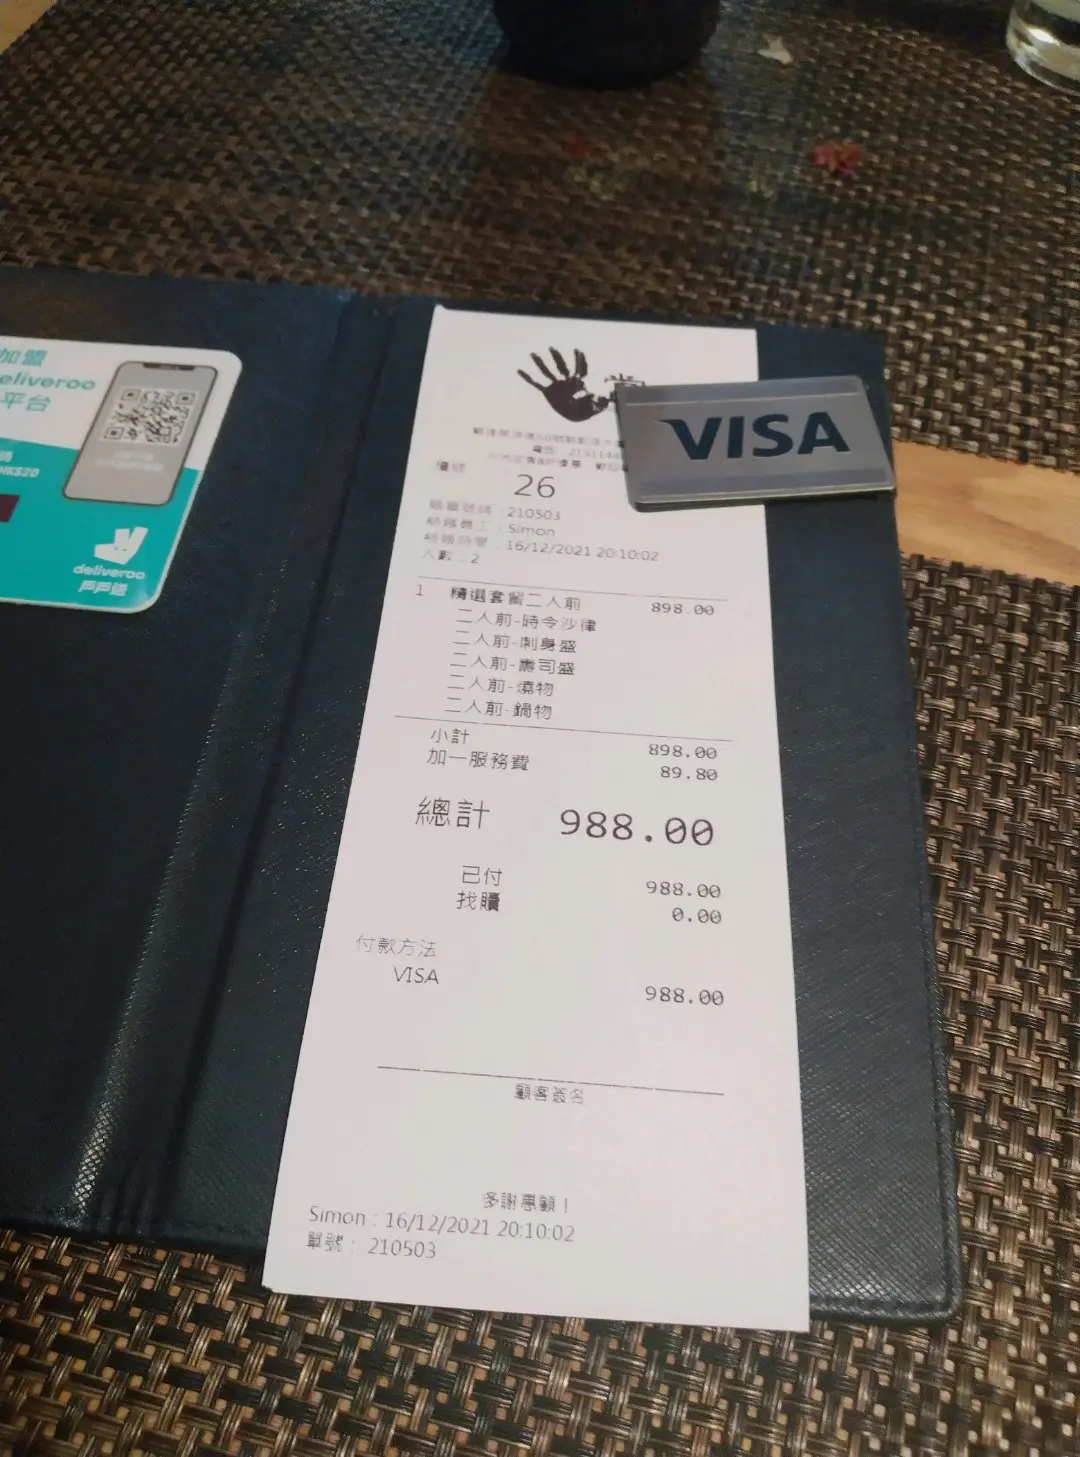 加盟
deliveroo
平台
HK$20
deliveroo
戶戶送
VISA
檯號
26
210503
結賬員工：Simon
結賬時間：16/12/2021 20:10:02
人數：2
1 精選套餐二人前 898.00
二人前-時令沙律
二人前-刺身盛
二人前-壽司盛
二人前-燒物
二人前-鍋物
小計 898.00
加一服務費 89.80
總計 988.00
已付 988.00
找贖 0.00
付款方法
VISA 988.00
顧客簽名
多謝惠顧！
Simon：16/12/2021 20:10:02
單號： 210503